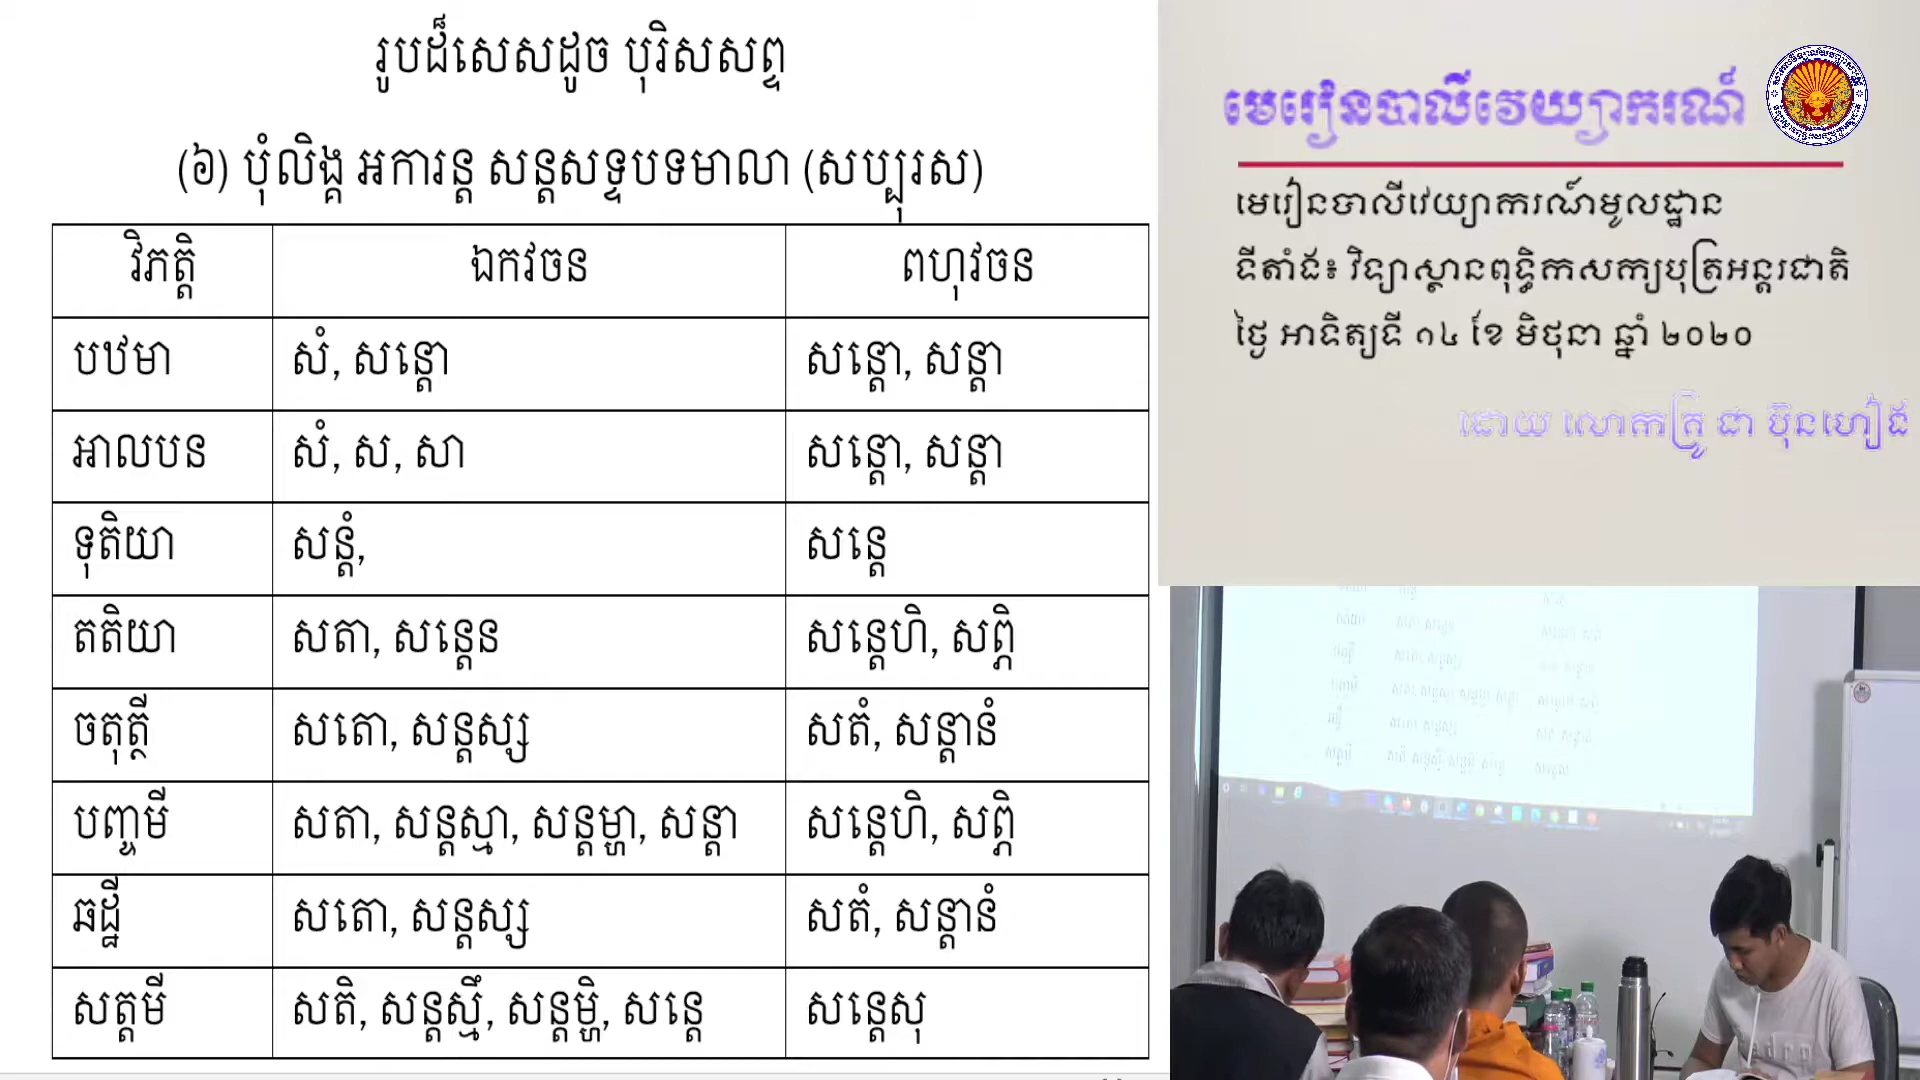 រូបដ៏សេសដូច បុរិសសព្ទ
(៦) បុំលិង្គ អការន្ត សន្តសទ្ទបទមាលា (សប្បុរស)
វិភត្តិ ឯកវចន ពហុវចន
បឋមា សំ, សន្តោ សន្តោ, សន្តា
អាលបន សំ, ស, សា សន្តោ, សន្តា
ទុតិយា សន្តំ, សន្តេ
តតិយា សតា, សន្តេន សន្តេហិ, សព្ភិ
ចតុត្ថី សតោ, សន្តស្ស សតំ, សន្តានំ
បញ្ចមី សតា, សន្តស្មា, សន្តម្ហា, សន្តា សន្តេហិ, សព្ភិ
ឆដ្ឋី សតោ, សន្តស្ស សតំ, សន្តានំ
សត្តមី សតិ, សន្តស្មឹ, សន្តម្ហិ, សន្តេ សន្តេសុ
មេរៀនបាលីវេយ្យាករណ៍
មេរៀនបាលីវេយ្យាករណ៍មូលដ្ឋាន
ទីតាំង៖ វិទ្យាស្ថានពុទ្ធិកសក្យបុត្រអន្តរជាតិ
ថ្ងៃ អាទិត្យទី ១៤ ខែ មិថុនា ឆ្នាំ ២០២០
ដោយ លោកគ្រូ ជា ប៊ុនហៀង